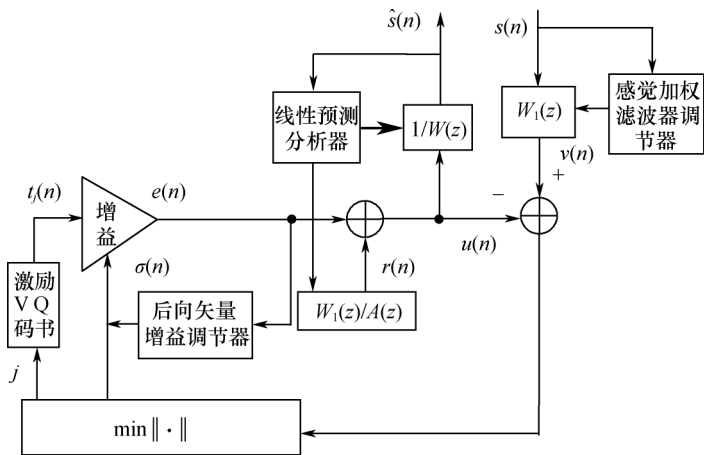 ŝ(n)
s(n)
线性预测
分析器
1/W(z)
W₁(z)
感觉加权
滤波器调
节器
v(n)
+
tⱼ(n)
增
益
e(n)
−
u(n)
σ(n)
r(n)
激励
VQ
码书
后向矢量
增益调节器
W₁(z)/A(z)
j
min‖·‖